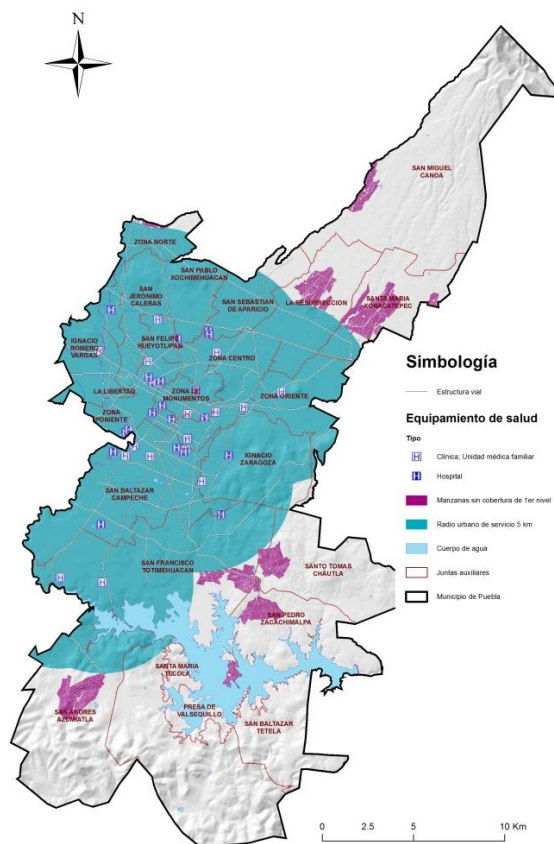 N
SAN MIGUEL
CANOA
ZONA NORTE
SAN PABLO
XOCHIMEHUACAN
SAN
JERÓNIMO
CALERAS
SAN SEBASTIAN
DE APARICIO
LA RESURRECCION
SANTA MARIA
XONACATEPEC
IGNACIO
ROMERO
VARGAS
SAN FELIPE
HUEYOTLIPAN
ZONA CENTRO
LA LIBERTAD
ZONA DE
MONUMENTOS
ZONA ORIENTE
ZONA
PONIENTE
IGNACIO
ZARAGOZA
SAN BALTAZAR
CAMPECHE
SAN FRANCISCO
TOTIMEHUACAN
SANTO TOMAS
CHAUTLA
SAN PEDRO
ZACACHIMALPA
SANTA MARIA
TECOLA
SAN ANDRES
AZUMIATLA
PRESA DE
VALSEQUILLO
SAN BALTAZAR
TETELA
Simbología
Estructura vial
Equipamiento de salud
Tipo
H Clínica; Unidad médica familiar
H Hospital
Manzanas sin cobertura de 1er nivel
Radio urbano de servicio 5 km
Cuerpo de agua
Juntas auxiliares
Municipio de Puebla
0 2.5 5 10 Km